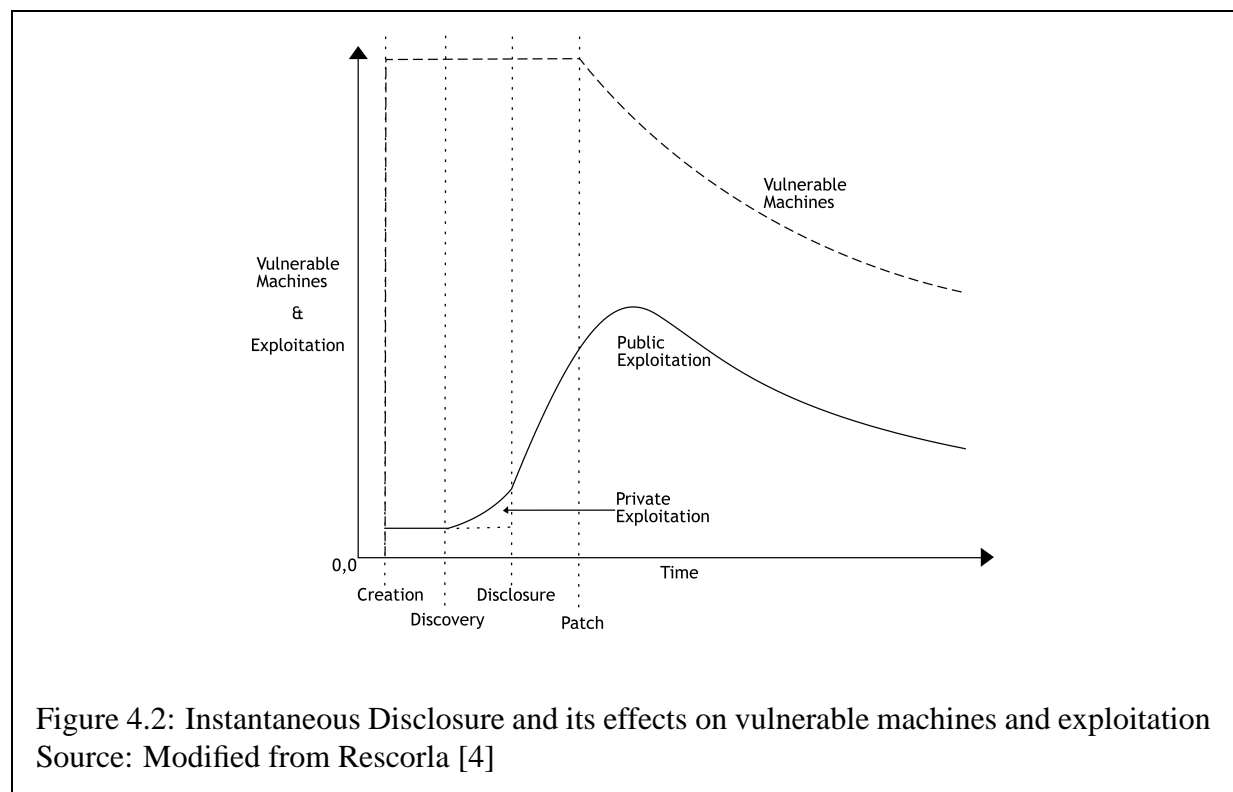 Vulnerable
Machines
Vulnerable
Machines
&
Exploitation
Public
Exploitation
Private
Exploitation
0,0
Time
Creation
Disclosure
Discovery
Patch
Figure 4.2: Instantaneous Disclosure and its effects on vulnerable machines and exploitation
Source: Modified from Rescorla [4]